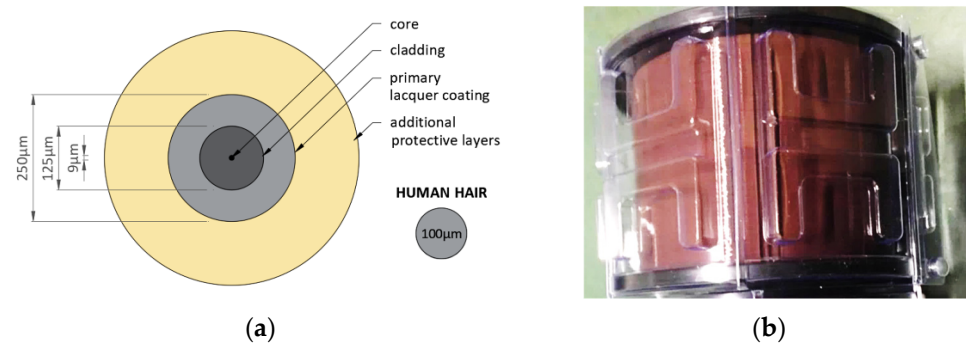 core
cladding
primary
lacquer coating
additional
protective layers
250µm
125µm
9µm
HUMAN HAIR
100µm
(a)
(b)